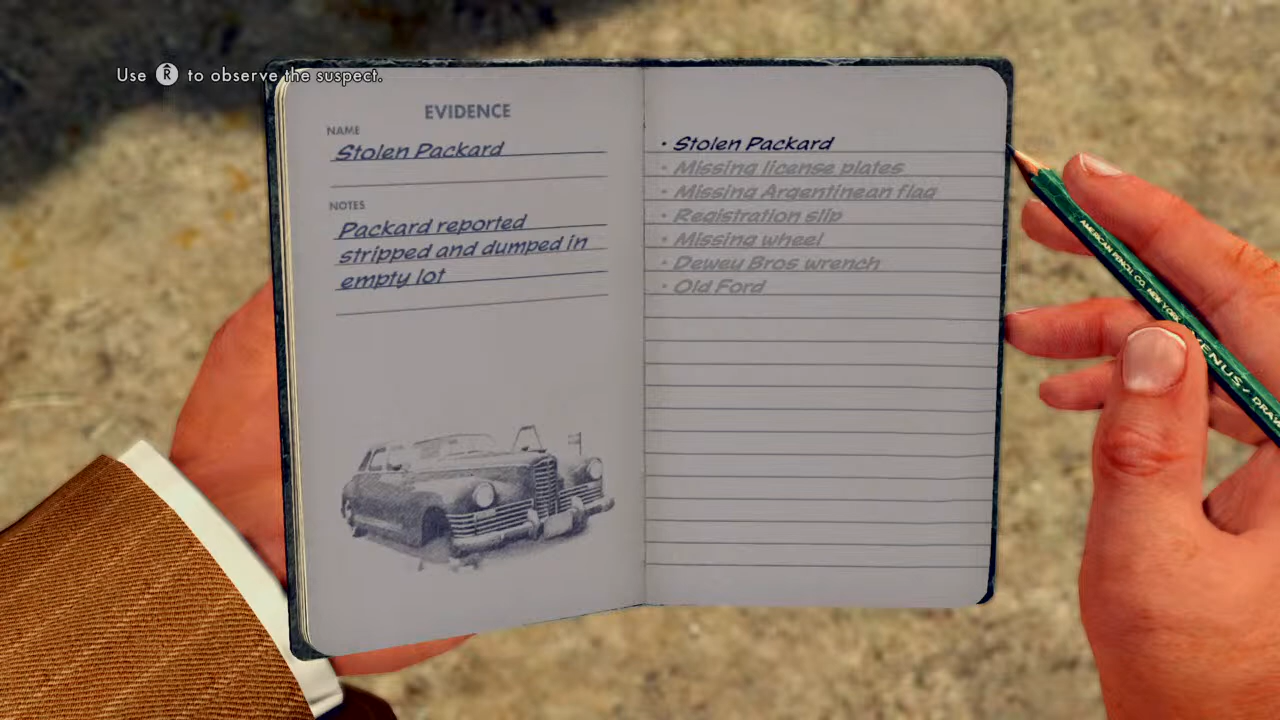 Use R to observe the suspect.
EVIDENCE
NAME
Stolen Packard
NOTES
Packard reported
stripped and dumped in
empty lot
• Stolen Packard
• Missing license plates
• Missing Argentinean flag
• Registration slip
• Missing wheel
• Dewey Bros wrench
• Old Ford
AMERICAN PENCIL CO. NEW YORK
VENUS / DRAW